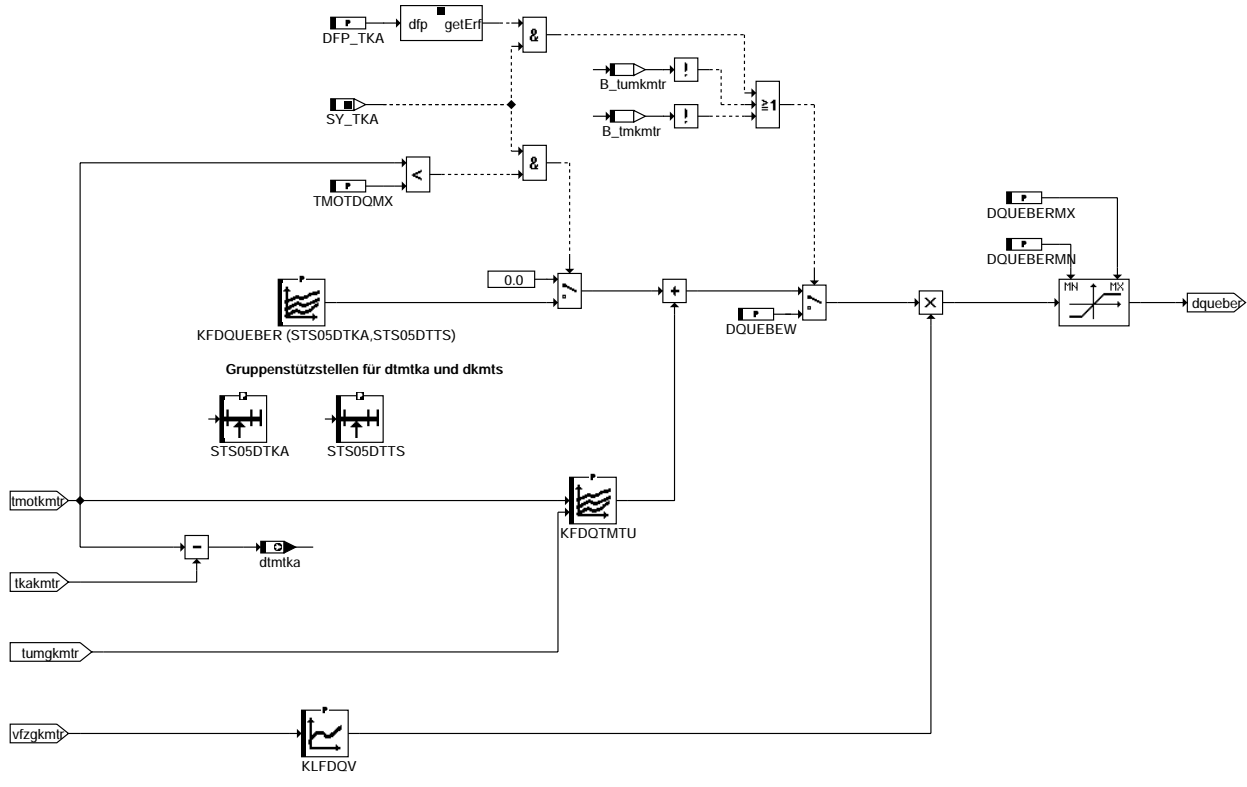 P
dfp getErf
DFP_TKA
&
P
B_tumkmtr
!
SY_TKA
≥1
B_tmkmtr
!
&
<
P
TMOTDQMX
P
DQUEBERMX
P
DQUEBERMN
0.0
P
KFDQUEBER (STS05DTKA,STS05DTTS)
+
P
DQUEBEW
×
MN MX
dqueber
Gruppenstützstellen für dtmtka und dkmts
STS05DTKA STS05DTTS
tmotkmtr
P
KFDQTMTU
-
dtmtka
tkakmtr
tumgkmtr
P
vfzgkmtr
KLFDQV